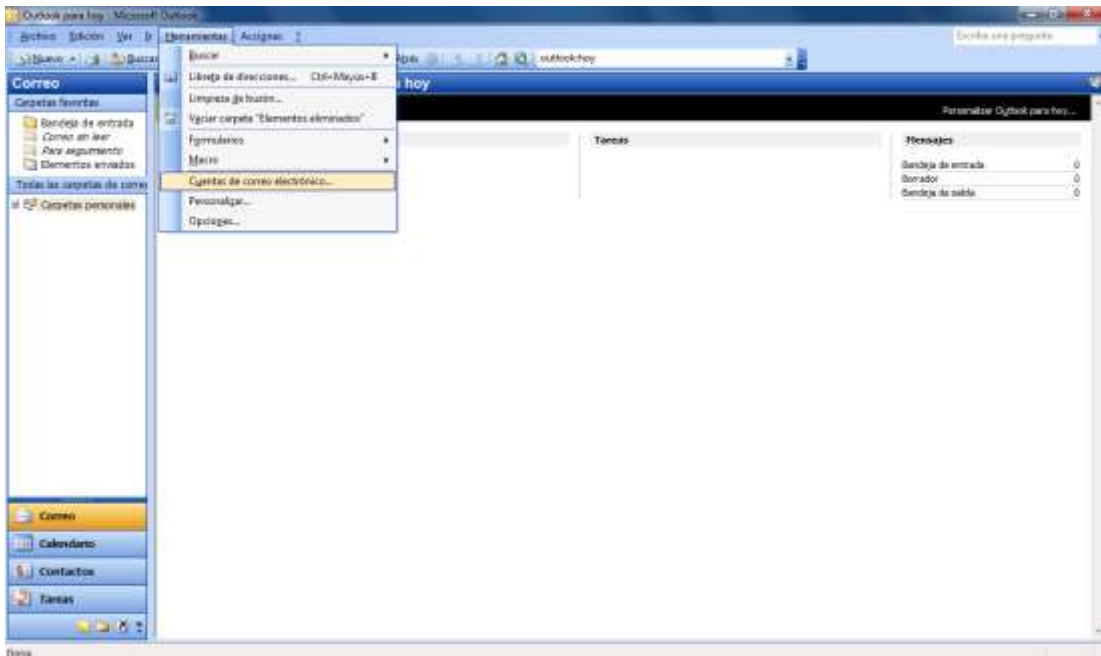 Outlook para hoy - Microsoft Outlook
Archivo Edición Ver Ir Herramientas Acciones ?
Escriba una pregunta
Nuevo
outlook:hoy
Correo
hoy
Carpetas favoritas
Bandeja de entrada
Correo sin leer
Para seguimiento
Elementos enviados
Todas las carpetas de correo
Carpetas personales
Buscar
Libreta de direcciones... Ctrl+Mayús+B
Limpieza de buzón...
Vaciar carpeta "Elementos eliminados"
Formularios
Macro
Cuentas de correo electrónico...
Personalizar...
Opciones...
Personalizar Outlook para hoy...
Tareas
Mensajes
Bandeja de entrada 0
Borrador 0
Bandeja de salida 0
Correo
Calendario
Contactos
Tareas